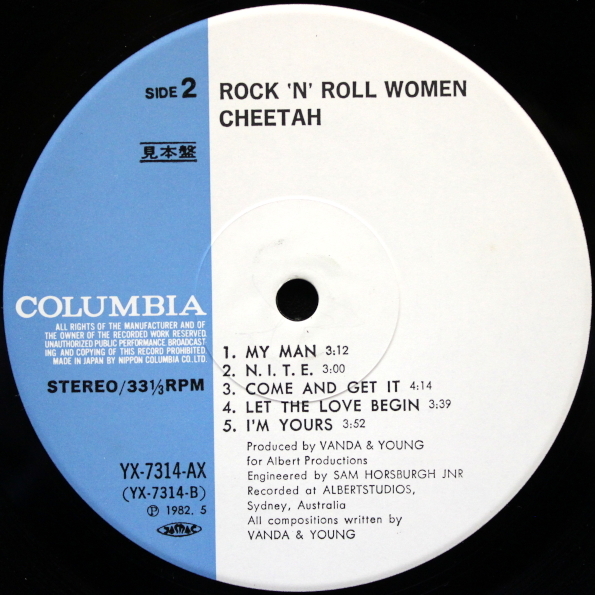 SIDE 2
ROCK 'N' ROLL WOMEN
CHEETAH
見本盤
COLUMBIA
ALL RIGHTS OF THE MANUFACTURER AND OF
THE OWNER OF THE RECORDED WORK RESERVED.
UNAUTHORIZED PUBLIC PERFORMANCE, BROADCAST
ING AND COPYING OF THIS RECORD PROHIBITED.
MADE IN JAPAN BY NIPPON COLUMBIA CO. LTD.
STEREO/33⅓RPM
1. MY MAN 3:12
2. N. I. T. E. 3:00
3. COME AND GET IT 4:14
4. LET THE LOVE BEGIN 3:39
5. I'M YOURS 3:52
Produced by VANDA & YOUNG
for Albert Productions
Engineered by SAM HORSBURGH JNR
Recorded at ALBERTSTUDIOS,
Sydney, Australia
All compositions written by
VANDA & YOUNG
YX-7314-AX
(YX-7314-B)
Ⓟ 1982. 5
JASRAC